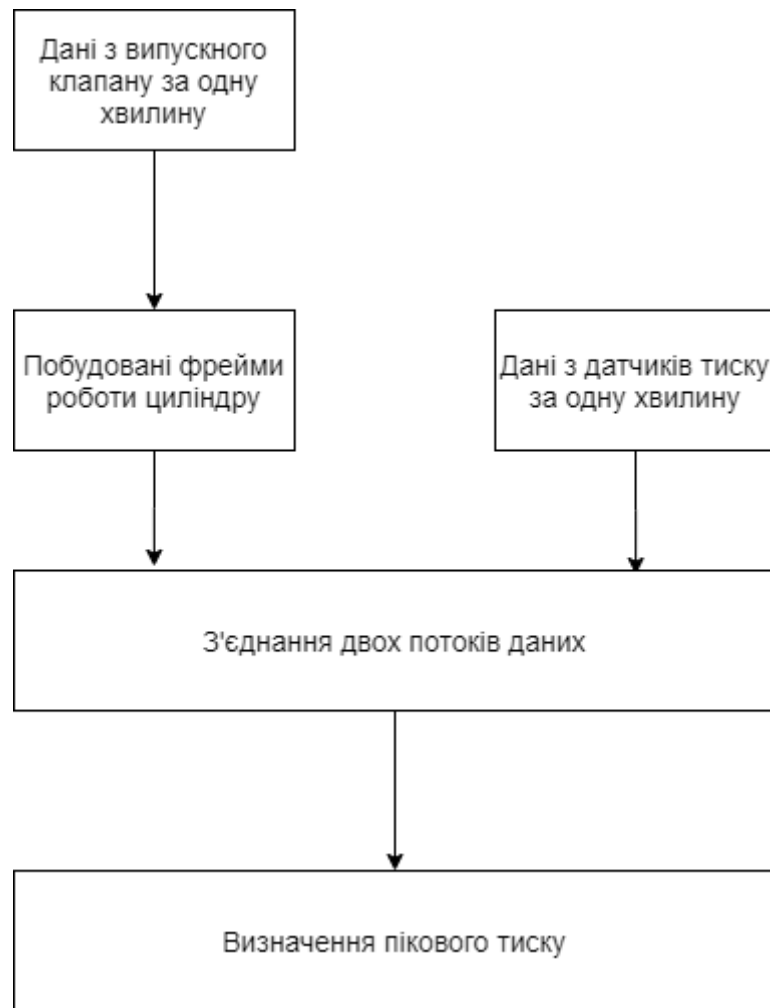 Дані з випускного
клапану за одну
хвилину
Побудовані фрейми
роботи циліндру
Дані з датчиків тиску
за одну хвилину
З'єднання двох потоків даних
Визначення пікового тиску